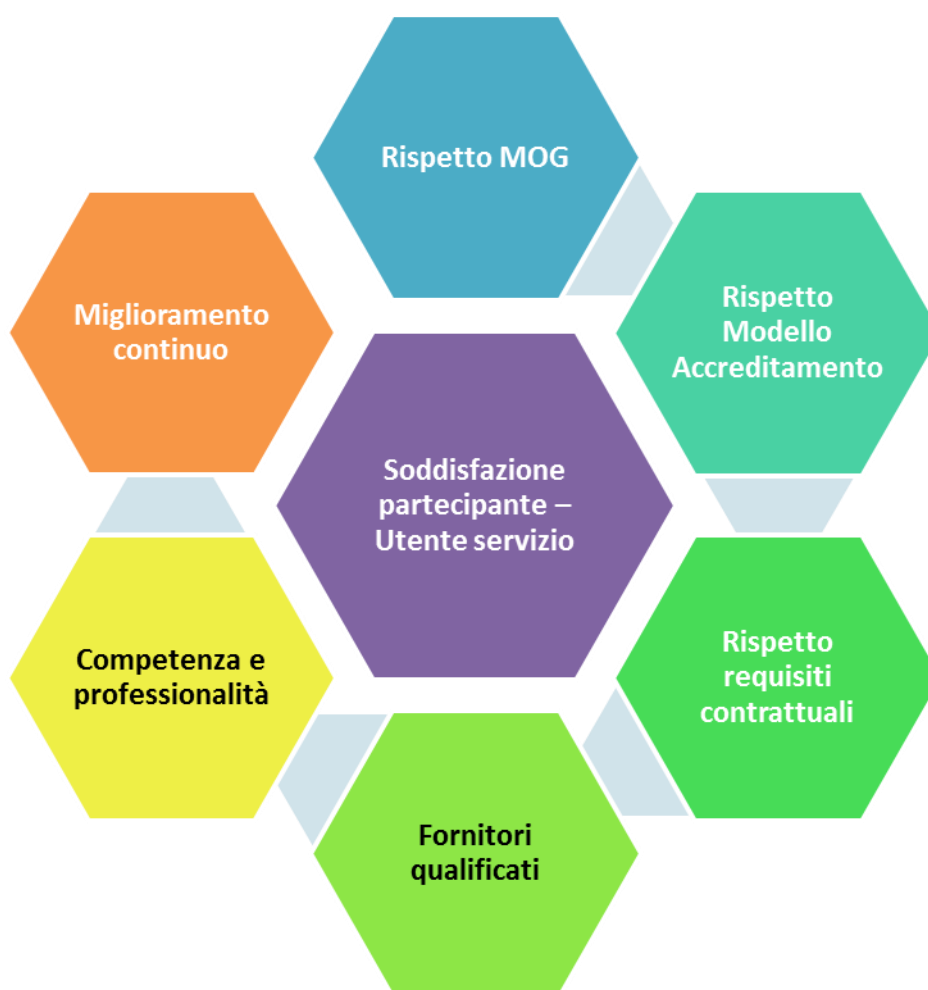 Rispetto MOG
Rispetto
Modello
Accreditamento
Miglioramento
continuo
Soddisfazione
partecipante –
Utente servizio
Rispetto
requisiti
contrattuali
Competenza e
professionalità
Fornitori
qualificati